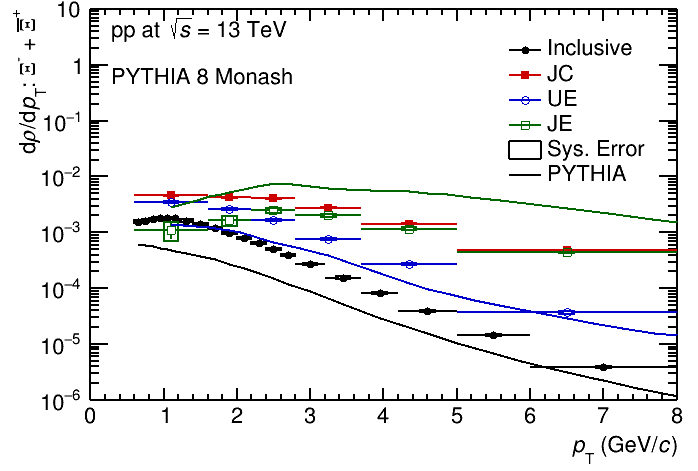 dρ/dp_T: Ξ⁻ + Ξ̅⁺
10
1
10⁻¹
10⁻²
10⁻³
10⁻⁴
10⁻⁵
10⁻⁶
pp at √s = 13 TeV
PYTHIA 8 Monash
Inclusive
JC
UE
JE
Sys. Error
PYTHIA
0 1 2 3 4 5 6 7 8
p_T (GeV/c)